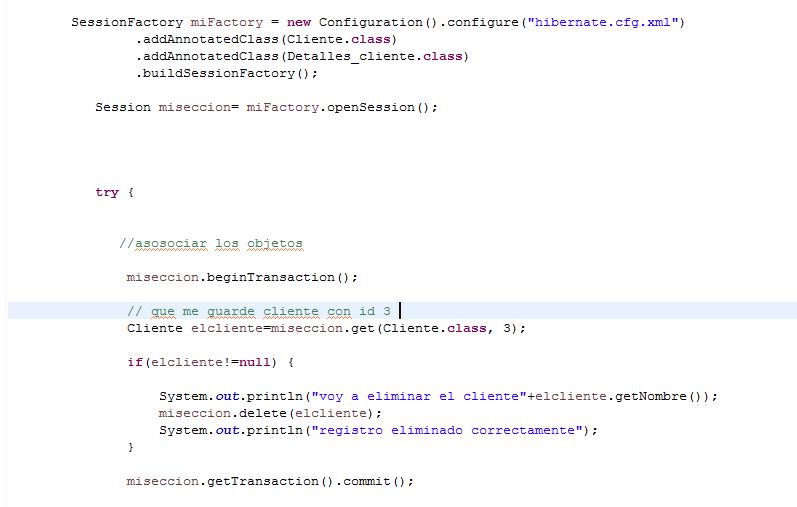 SessionFactory miFactory = new Configuration().configure("hibernate.cfg.xml")
.addAnnotatedClass(Cliente.class)
.addAnnotatedClass(Detalles_cliente.class)
.buildSessionFactory();
Session miseccion= miFactory.openSession();
try {
//asosociar los objetos
miseccion.beginTransaction();
// que me guarde cliente con id 3
Cliente elcliente=miseccion.get(Cliente.class, 3);
if(elcliente!=null) {
System.out.println("voy a eliminar el cliente"+elcliente.getNombre());
miseccion.delete(elcliente);
System.out.println("registro eliminado correctamente");
}
miseccion.getTransaction().commit();